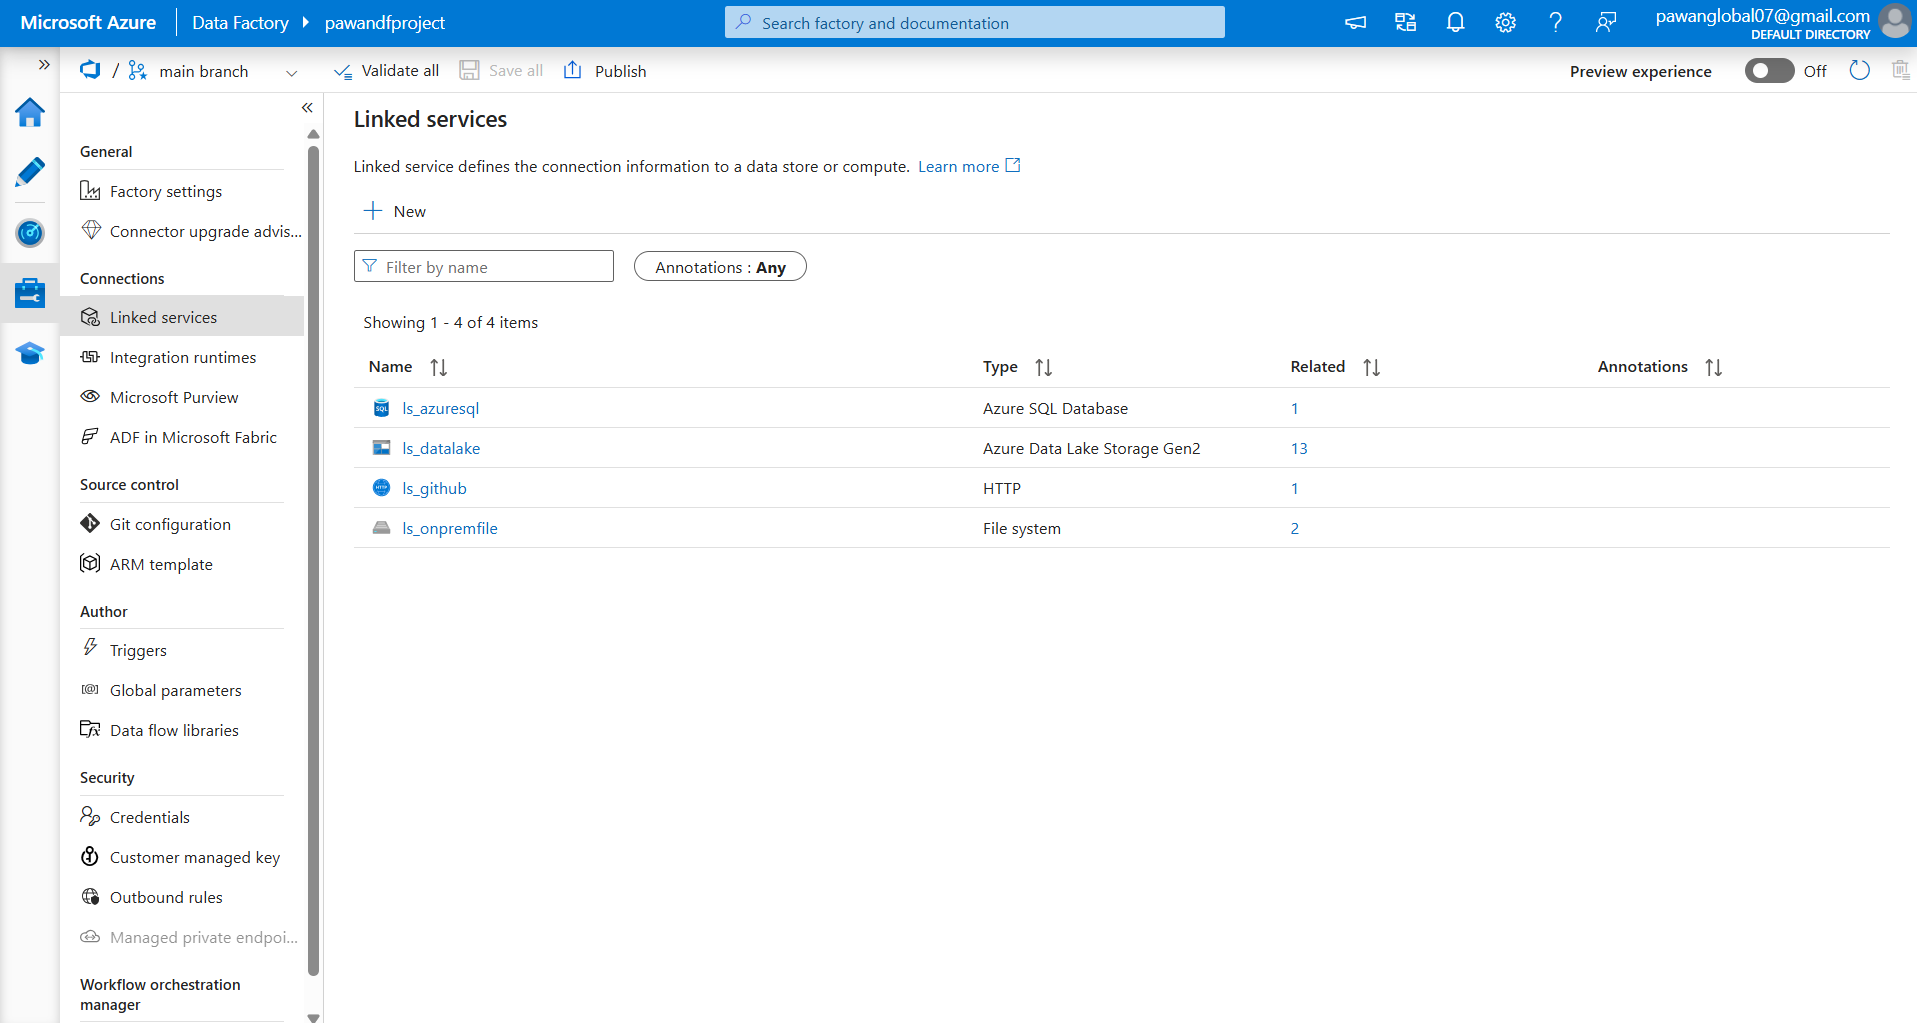 Microsoft Azure
Data Factory
pawandfproject
Search factory and documentation
pawanglobal07@gmail.com
DEFAULT DIRECTORY
/
main branch
Validate all
Save all
Publish
Preview experience
Off
General
Factory settings
Connector upgrade advis...
Connections
Linked services
Integration runtimes
Microsoft Purview
ADF in Microsoft Fabric
Source control
Git configuration
ARM template
Author
Triggers
Global parameters
Data flow libraries
Security
Credentials
Customer managed key
Outbound rules
Managed private endpoi...
Workflow orchestration
manager
Linked services
Linked service defines the connection information to a data store or compute. Learn more
New
Filter by name
Annotations : Any
Showing 1 - 4 of 4 items
Name Type Related Annotations
SQL ls_azuresql Azure SQL Database 1
ls_datalake Azure Data Lake Storage Gen2 13
HTTP ls_github HTTP 1
ls_onpremfile File system 2